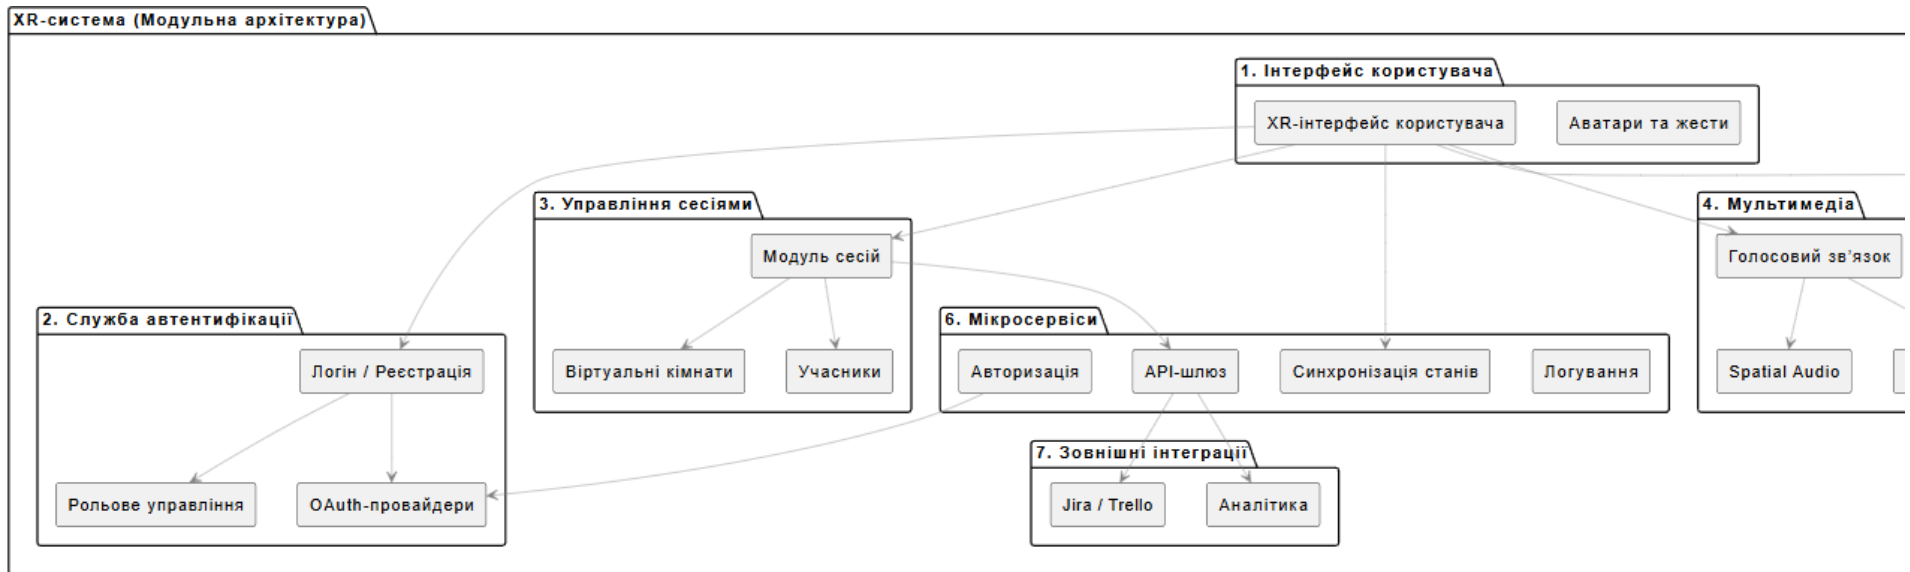 XR-система (Модульна архітектура)
1. Інтерфейс користувача
XR-інтерфейс користувача
Аватари та жести
3. Управління сесіями
Модуль сесій
Віртуальні кімнати
Учасники
4. Мультимедіа
Голосовий зв'язок
Spatial Audio
2. Служба автентифікації
Логін / Реєстрація
Рольове управління
OAuth-провайдери
6. Мікросервіси
Авторизація
API-шлюз
Синхронізація станів
Логування
7. Зовнішні інтеграції
Jira / Trello
Аналітика